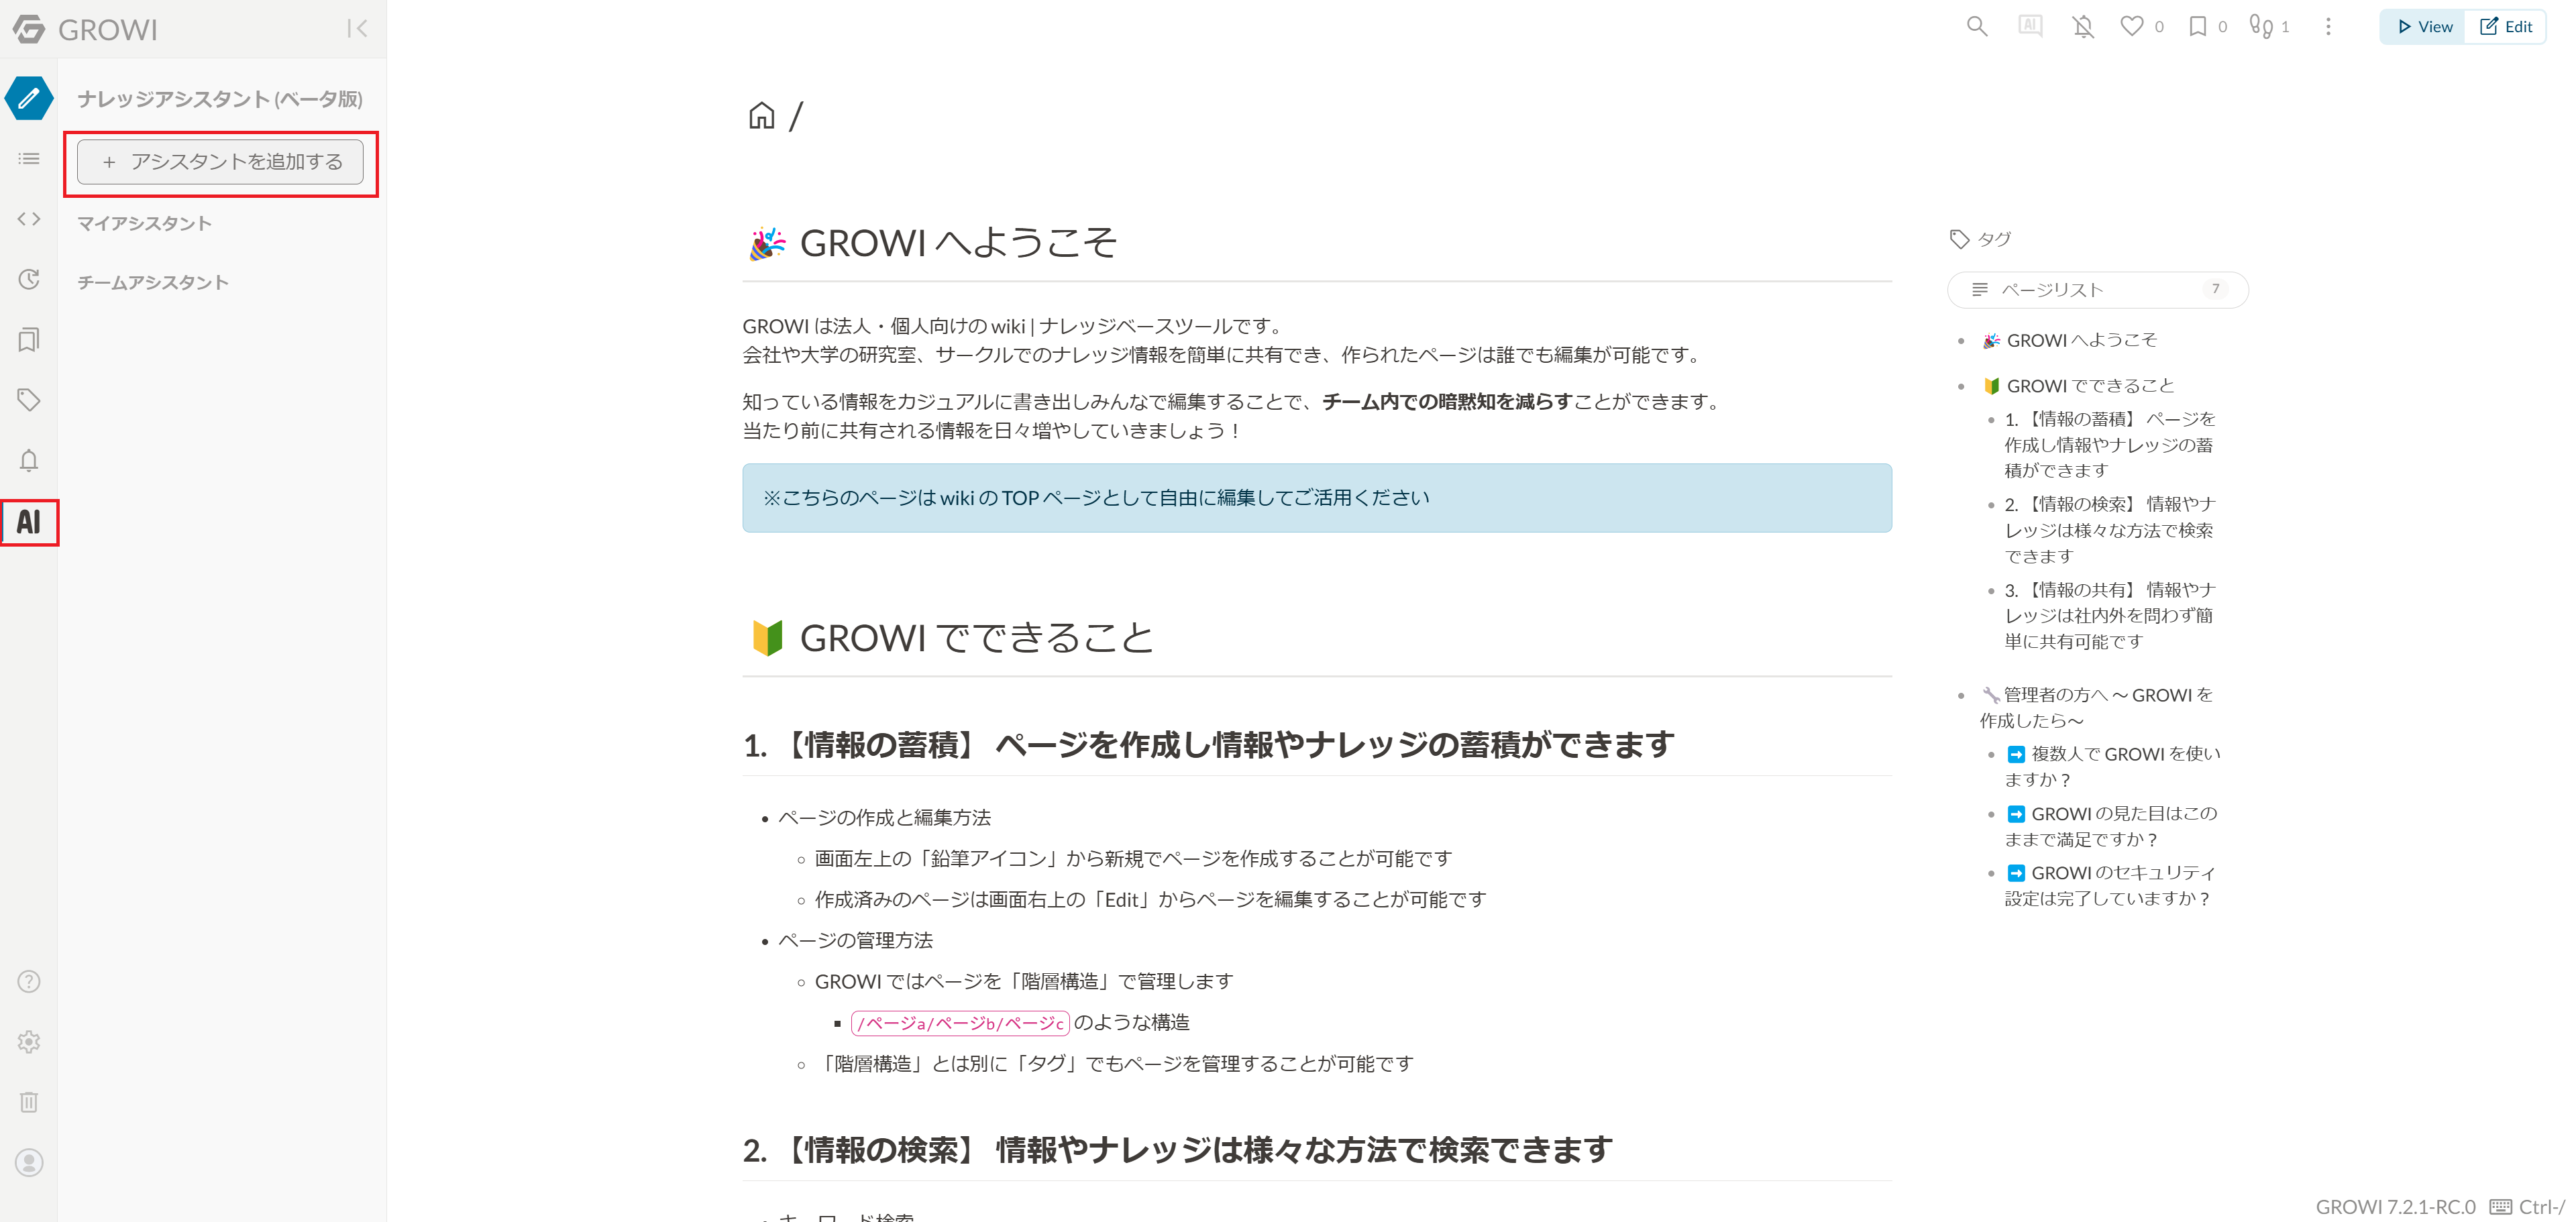 GROWI
ナレッジアシスタント (ベータ版)
+ アシスタントを追加する
マイアシスタント
チームアシスタント
AI
AI
0
0
1
View
Edit
/
🎉 GROWI へようこそ
GROWI は法人・個人向けの wiki | ナレッジベースツールです。
会社や大学の研究室、サークルでのナレッジ情報を簡単に共有でき、作られたページは誰でも編集が可能です。
知っている情報をカジュアルに書き出しみんなで編集することで、チーム内での暗黙知を減らすことができます。
当たり前に共有される情報を日々増やしていきましょう！
※こちらのページは wiki の TOP ページとして自由に編集してご活用ください
🔰 GROWI でできること
1. 【情報の蓄積】 ページを作成し情報やナレッジの蓄積ができます
ページの作成と編集方法
画面左上の「鉛筆アイコン」から新規でページを作成することが可能です
作成済みのページは画面右上の「Edit」からページを編集することが可能です
ページの管理方法
GROWI ではページを「階層構造」で管理します
/ページa/ページb/ページc のような構造
「階層構造」とは別に「タグ」でもページを管理することが可能です
2. 【情報の検索】 情報やナレッジは様々な方法で検索できます
タグ
ページリスト 7
🎉 GROWI へようこそ
🔰 GROWI でできること
1. 【情報の蓄積】 ページを
作成し情報やナレッジの蓄
積ができます
2. 【情報の検索】 情報やナ
レッジは様々な方法で検索
できます
3. 【情報の共有】 情報やナ
レッジは社内外を問わず簡
単に共有可能です
🔧管理者の方へ 〜 GROWI を
作成したら〜
➡️ 複数人で GROWI を使い
ますか？
➡️ GROWI の見た目はこの
ままで満足ですか？
➡️ GROWI のセキュリティ
設定は完了していますか？
GROWI 7.2.1-RC.0 Ctrl-/